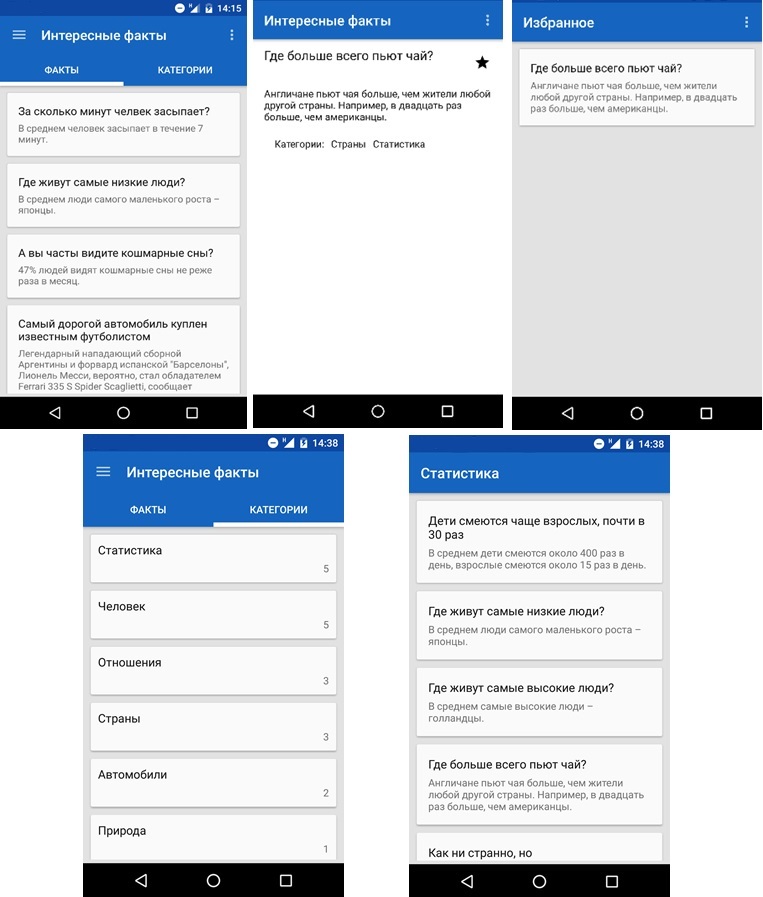 14:15
Интересные факты
ФАКТЫ КАТЕГОРИИ
За сколько минут челвек засыпает?
В среднем человек засыпает в течение 7
минут.
Где живут самые низкие люди?
В среднем люди самого маленького роста –
японцы.
А вы часты видите кошмарные сны?
47% людей видят кошмарные сны не реже
раза в месяц.
Самый дорогой автомобиль куплен
известным футболистом
Легендарный нападающий сборной
Аргентины и форвард испанской "Барселоны",
Лионель Месси, вероятно, стал обладателем
Ferrari 335 S Spider Scaglietti, сообщает
Интересные факты
Где больше всего пьют чай?
Англичане пьют чая больше, чем жители любой
другой страны. Например, в двадцать раз
больше, чем американцы.
Категории: Страны Статистика
Избранное
Где больше всего пьют чай?
Англичане пьют чая больше, чем жители
любой другой страны. Например, в двадцать
раз больше, чем американцы.
H 14:38
Интересные факты
ФАКТЫ КАТЕГОРИИ
Статистика
5
Человек
5
Отношения
3
Страны
3
Автомобили
2
Природа
1
H 14:38
Статистика
Дети смеются чаще взрослых, почти в
30 раз
В среднем дети смеются около 400 раз в
день, взрослые смеются около 15 раз в день.
Где живут самые низкие люди?
В среднем люди самого маленького роста –
японцы.
Где живут самые высокие люди?
В среднем самые высокие люди –
голландцы.
Где больше всего пьют чай?
Англичане пьют чая больше, чем жители
любой другой страны. Например, в двадцать
раз больше, чем американцы.
Как ни странно, но